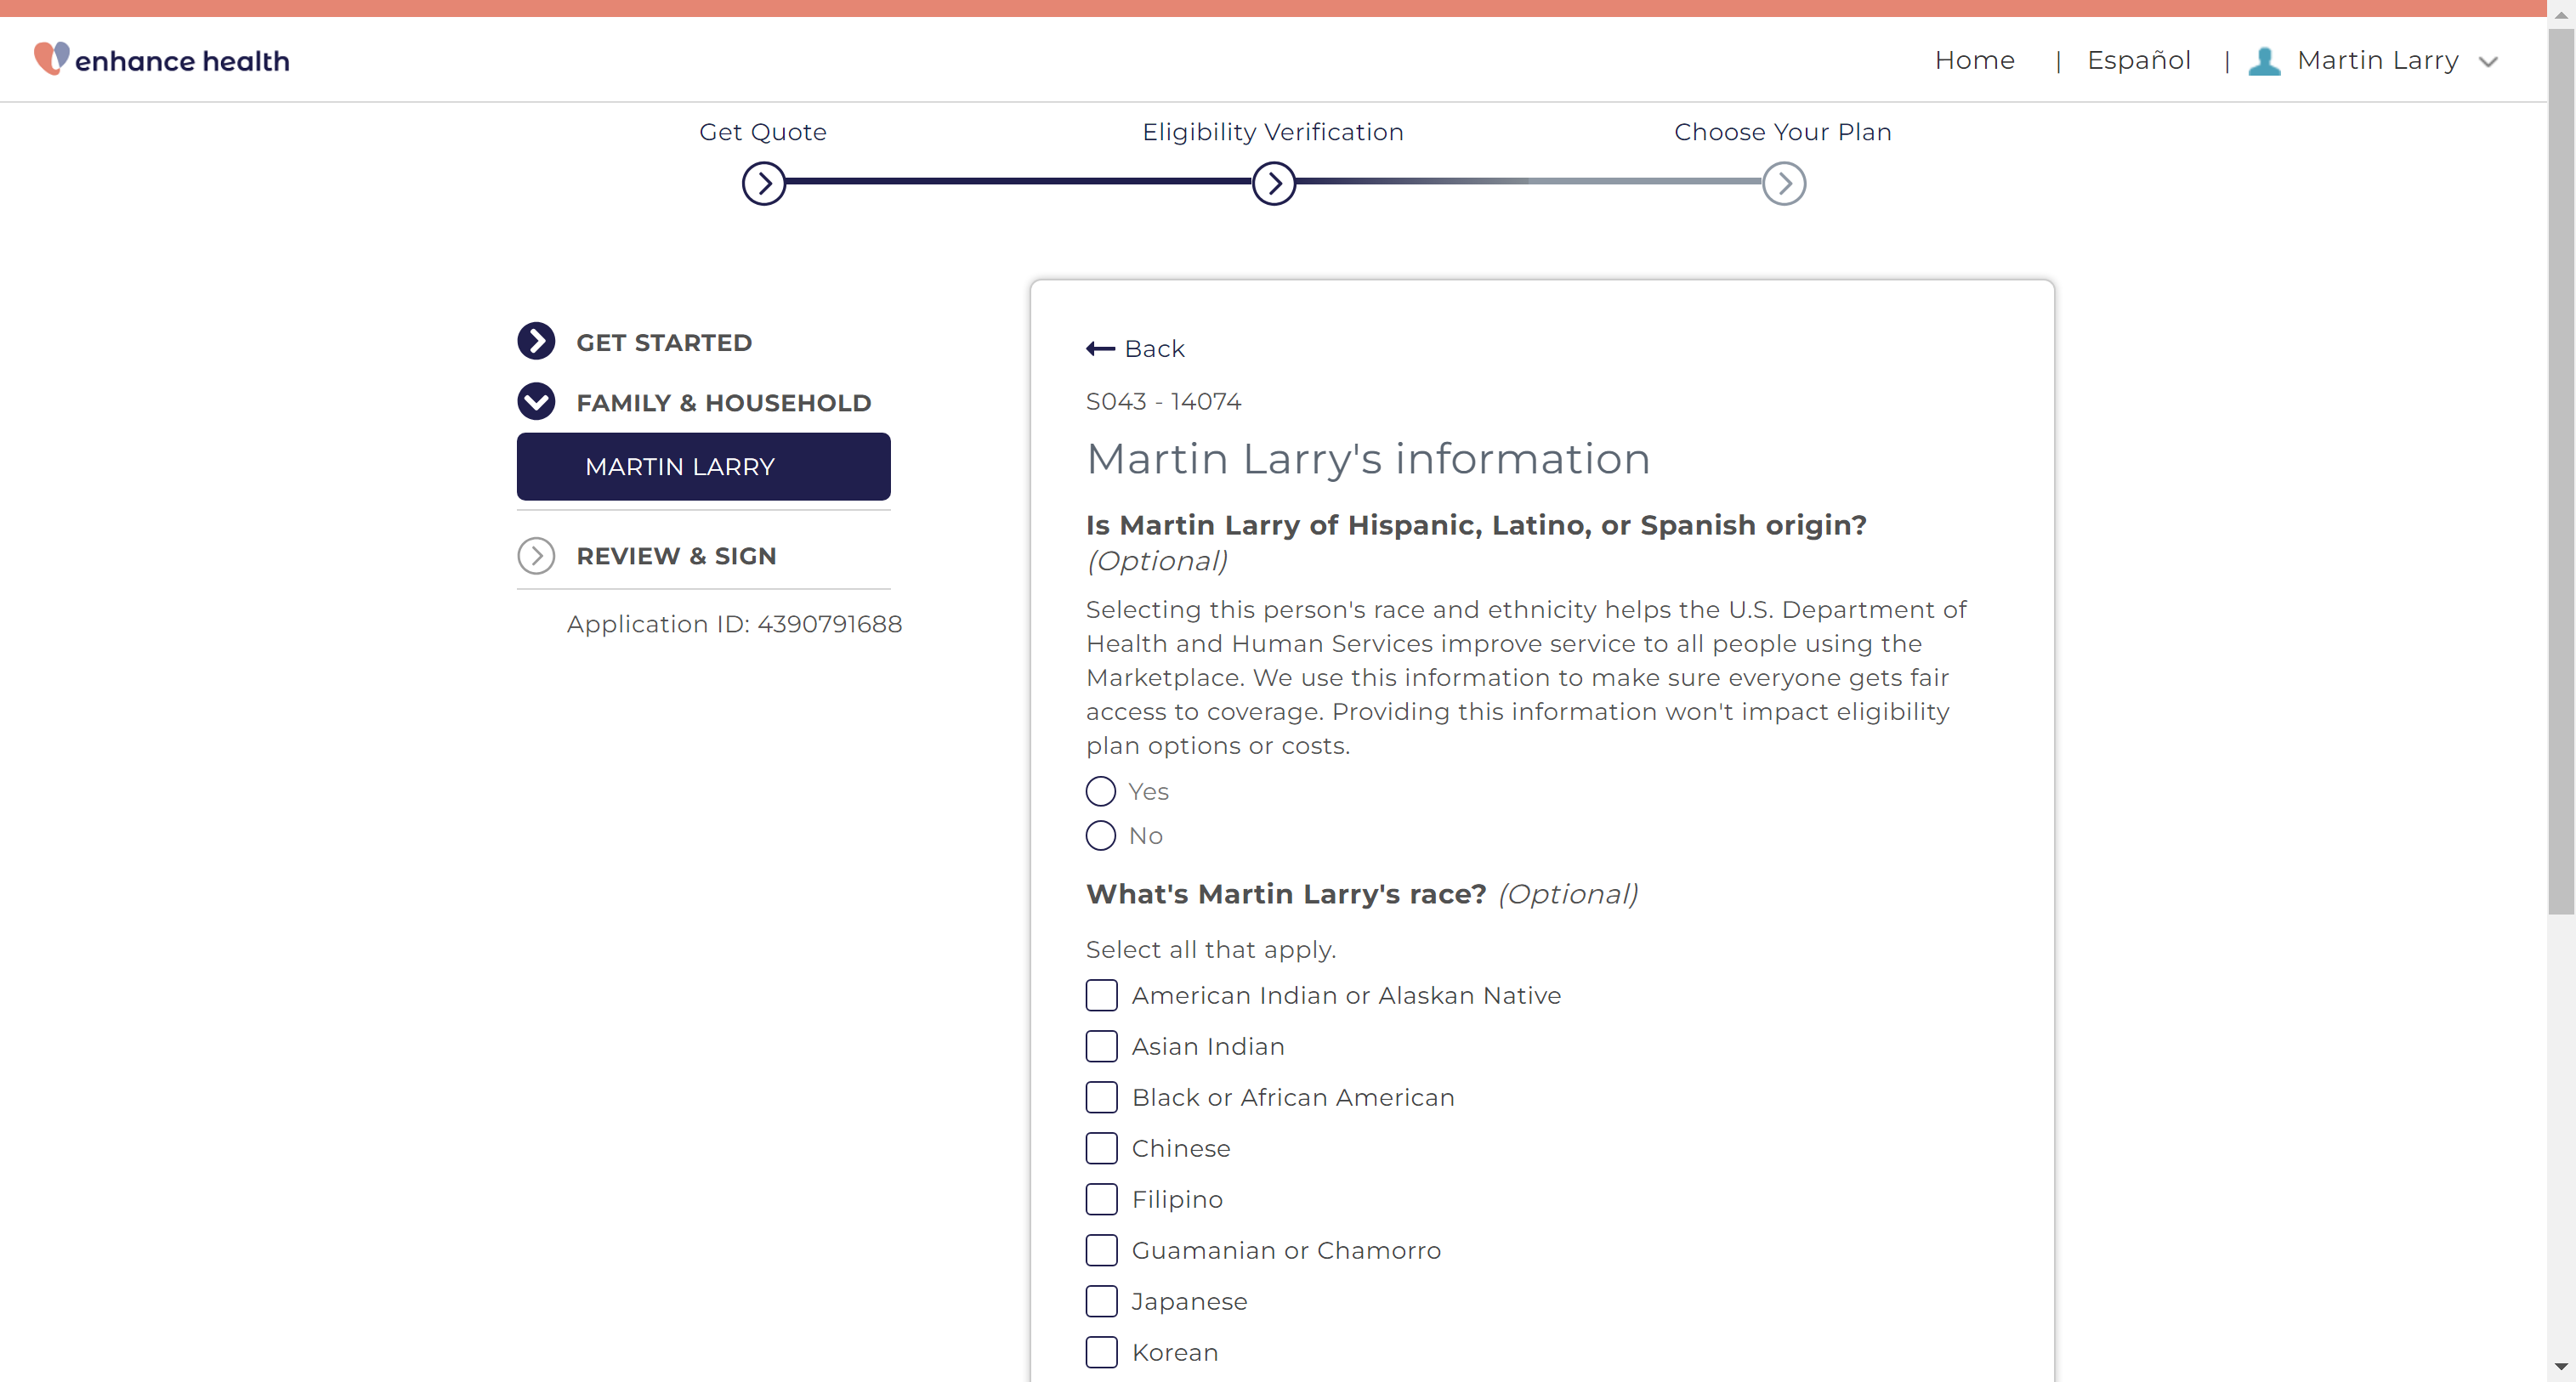 enhance health
Home | Español | Martin Larry
Get Quote
Eligibility Verification
Choose Your Plan
GET STARTED
FAMILY & HOUSEHOLD
MARTIN LARRY
REVIEW & SIGN
Application ID: 4390791688
Back
S043 - 14074
Martin Larry's information
Is Martin Larry of Hispanic, Latino, or Spanish origin?
(Optional)
Selecting this person's race and ethnicity helps the U.S. Department of
Health and Human Services improve service to all people using the
Marketplace. We use this information to make sure everyone gets fair
access to coverage. Providing this information won't impact eligibility
plan options or costs.
Yes
No
What's Martin Larry's race? (Optional)
Select all that apply.
American Indian or Alaskan Native
Asian Indian
Black or African American
Chinese
Filipino
Guamanian or Chamorro
Japanese
Korean